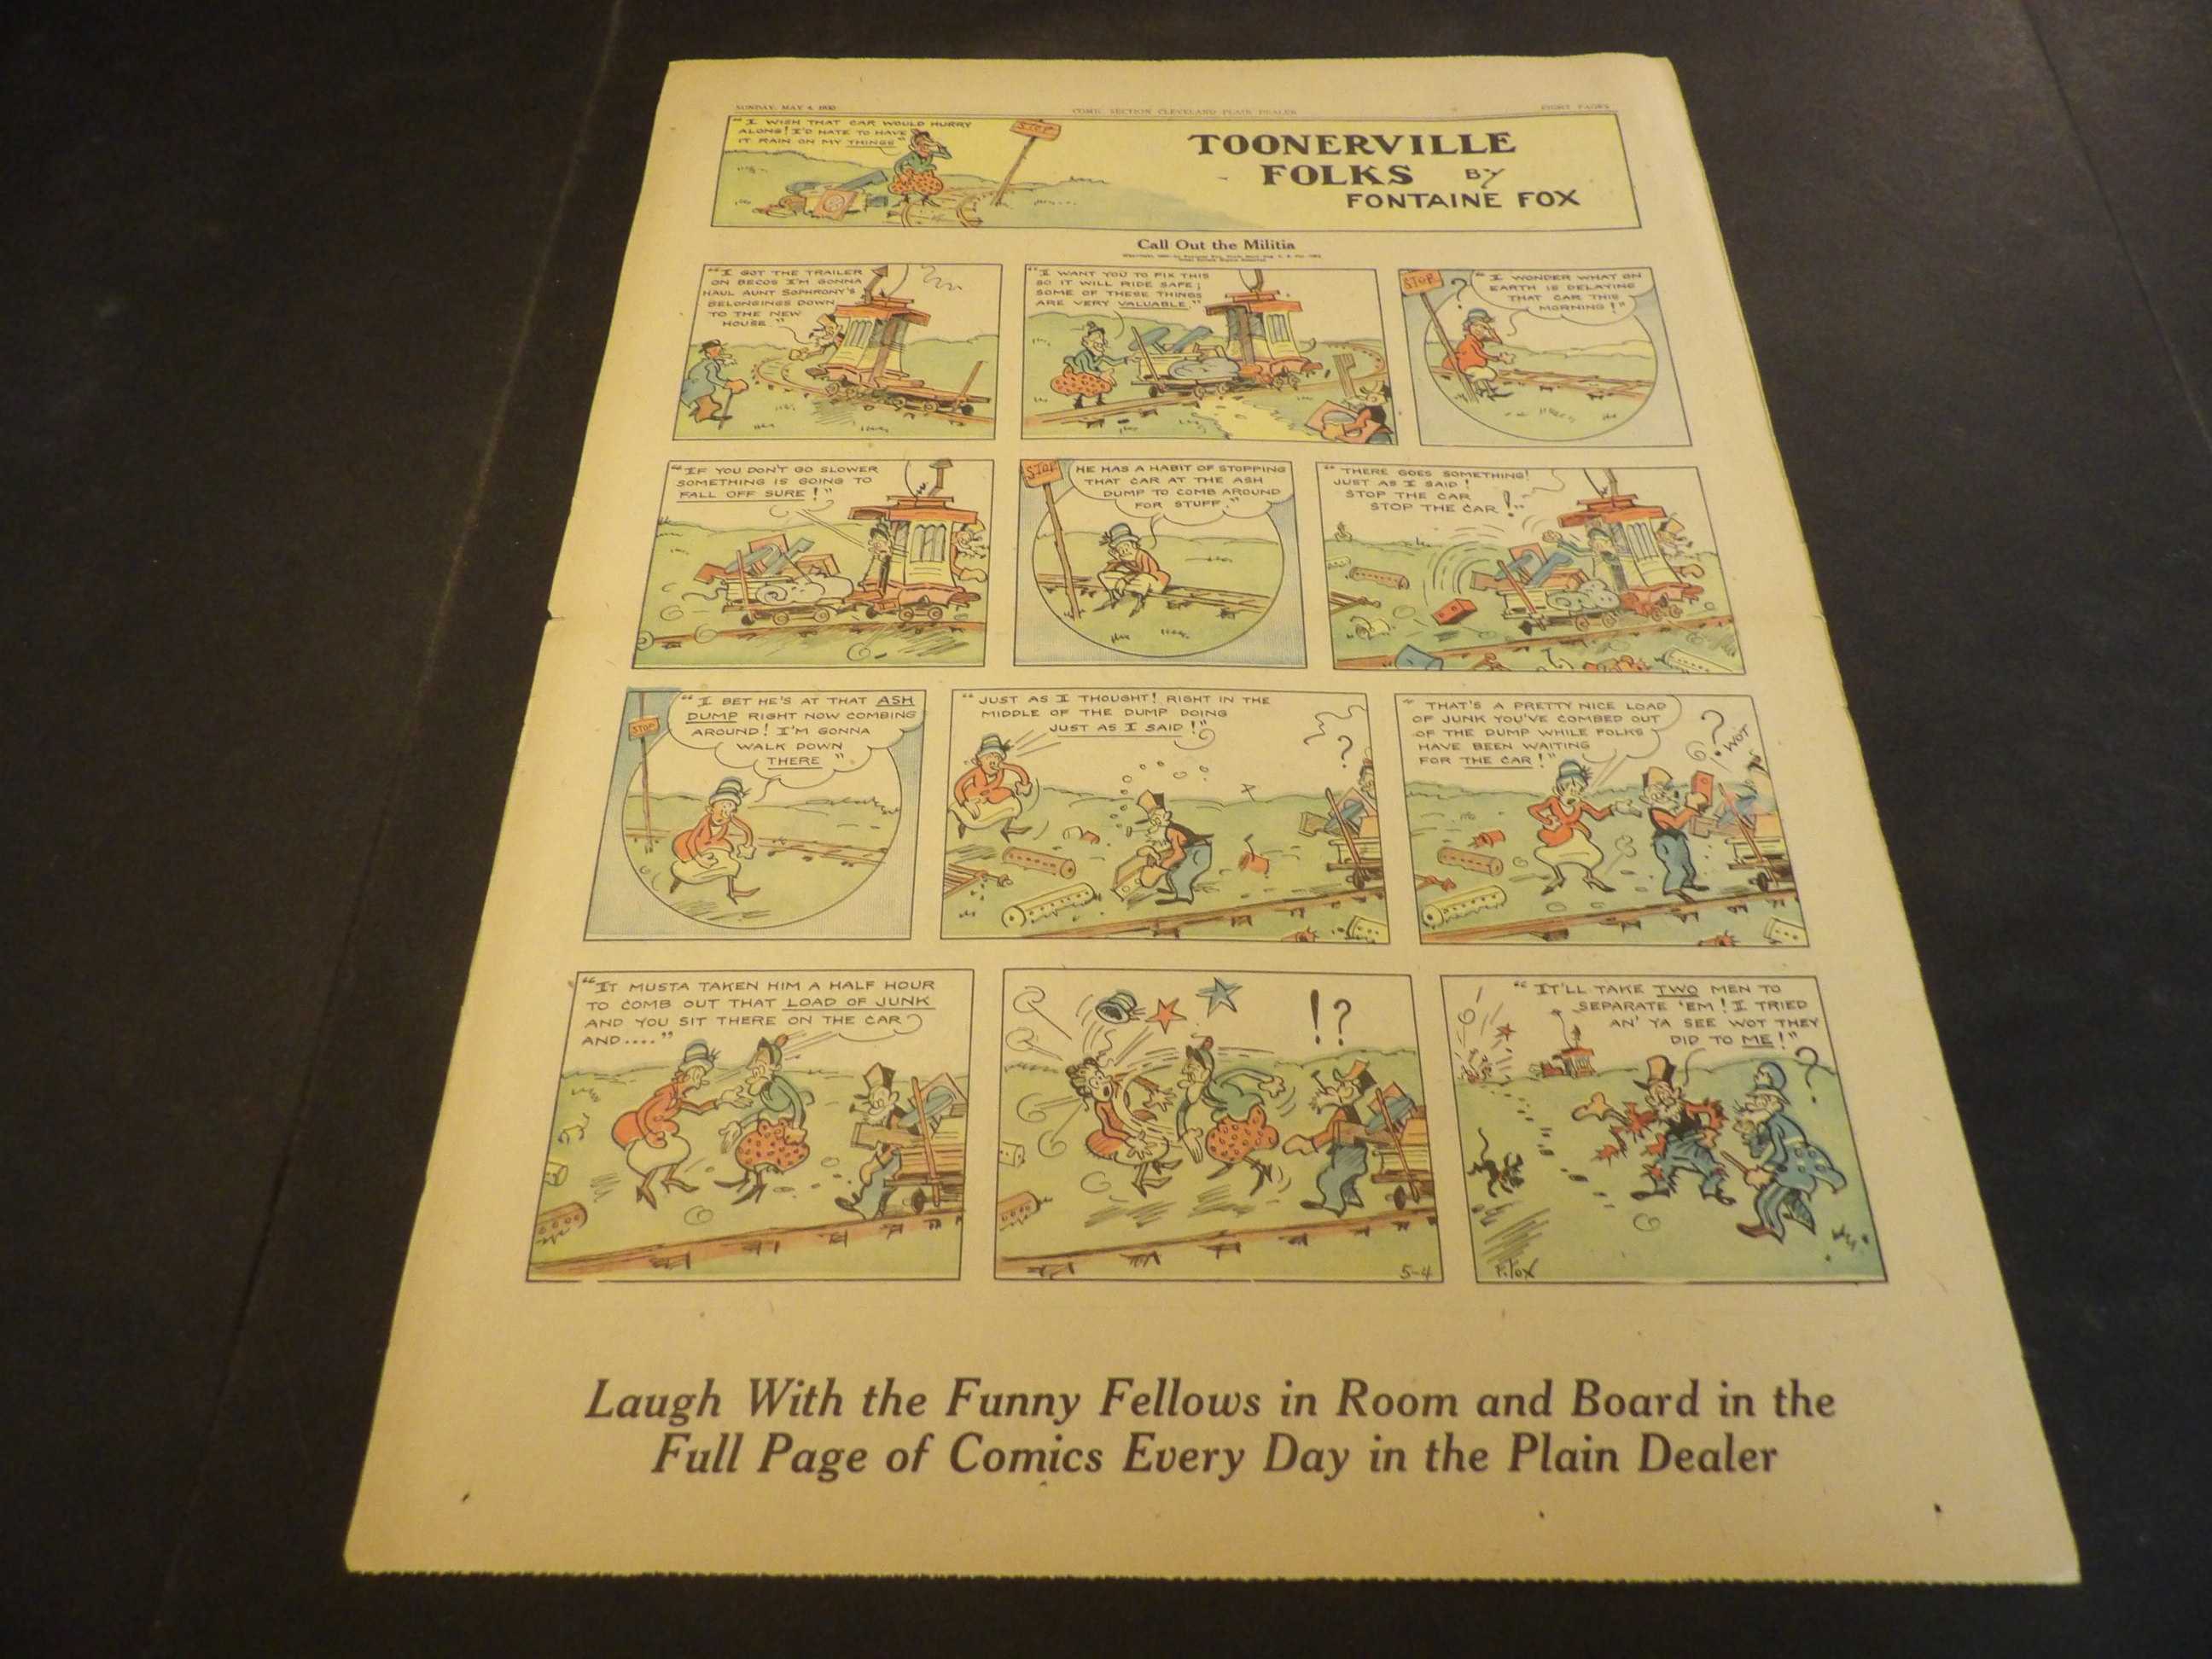 SUNDAY, MAY 4, 1930
COMIC SECTION CLEVELAND PLAIN DEALER
EIGHT PAGES
"I WISH THAT CAR WOULD HURRY
ALONG! I'D HATE TO HAVE
IT RAIN ON MY THINGS"
STOP
TOONERVILLE
FOLKS BY
FONTAINE FOX
Call Out the Militia
"I GOT THE TRAILER
ON BECOS I'M GONNA
HAUL AUNT SOPHRONY'S
BELONGINGS DOWN
TO THE NEW
HOUSE."
"I WANT YOU TO FIX THIS
SO IT WILL RIDE SAFE;
SOME OF THESE THINGS
ARE VERY VALUABLE."
STOP
?
"I WONDER WHAT ON
EARTH IS DELAYING
THAT CAR THIS
MORNING!"
"IF YOU DON'T GO SLOWER
SOMETHING IS GOING TO
FALL OFF SURE!"
STOP
HE HAS A HABIT OF STOPPING
THAT CAR AT THE ASH
DUMP TO COMB AROUND
FOR STUFF."
"THERE GOES SOMETHING!
JUST AS I SAID!
STOP THE CAR
STOP THE CAR!"
STOP
"I BET HE'S AT THAT ASH
DUMP RIGHT NOW COMBING
AROUND! I'M GONNA
WALK DOWN
THERE"
"JUST AS I THOUGHT! RIGHT IN THE
MIDDLE OF THE DUMP DOING
JUST AS I SAID!"
?
"THAT'S A PRETTY NICE LOAD
OF JUNK YOU'VE COMBED OUT
OF THE DUMP WHILE FOLKS
HAVE BEEN WAITING
FOR THE CAR!"
?
WOT
"IT MUSTA TAKEN HIM A HALF HOUR
TO COMB OUT THAT LOAD OF JUNK
AND YOU SIT THERE ON THE CAR
AND...."
!?
5-4
"IT'LL TAKE TWO MEN TO
SEPARATE 'EM! I TRIED
AN' YA SEE WOT THEY
DID TO ME!"
?
F. FOX
Laugh With the Funny Fellows in Room and Board in the
Full Page of Comics Every Day in the Plain Dealer